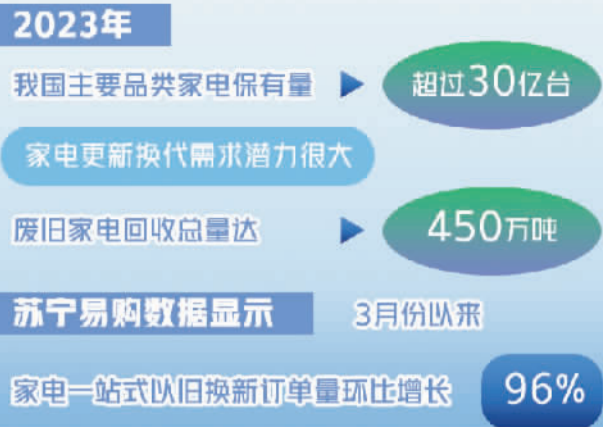 2023年
我国主要品类家电保有量 超过30亿台
家电更新换代需求潜力很大
废旧家电回收总量达 450万吨
苏宁易购数据显示 3月份以来
家电一站式以旧换新订单量环比增长 96%